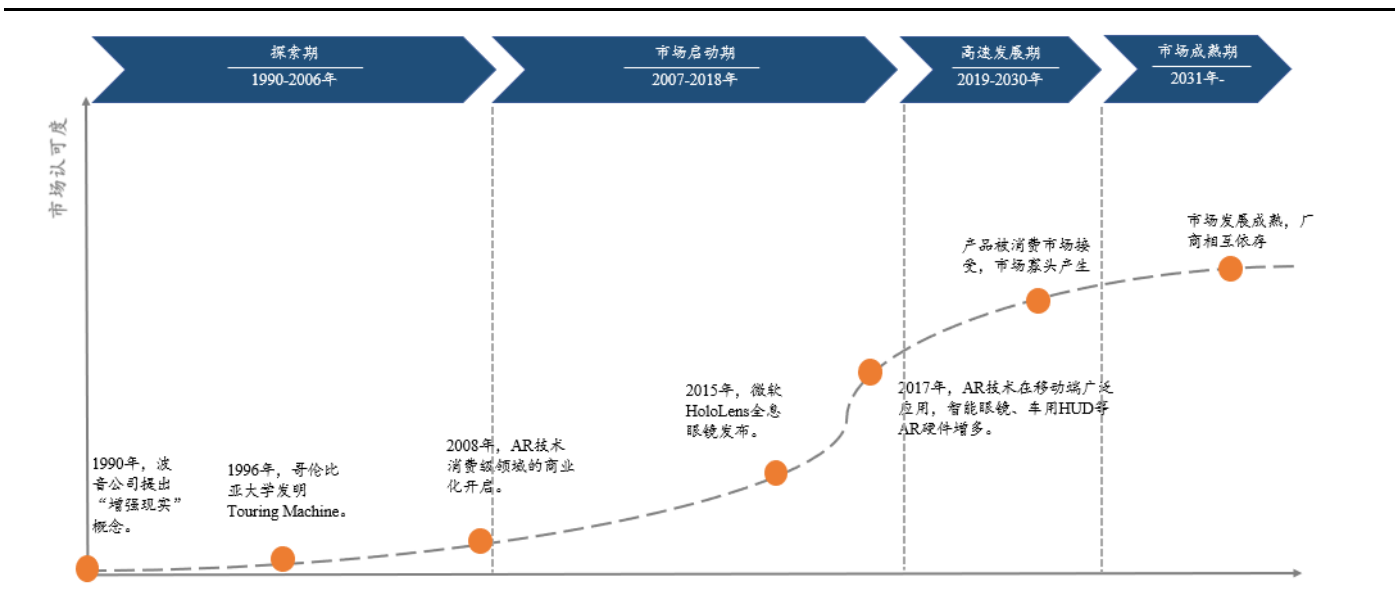 探索期
1990-2006年
市场启动期
2007-2018年
高速发展期
2019-2030年
市场成熟期
2031年-
市场认可度
市场发展成熟，厂
商相互依存
产品被消费市场接
受，市场寡头产生
2015年，微软
HoloLens全息
眼镜发布。
2017年，AR技术在移动端广泛
应用，智能眼镜、车用HUD等
AR硬件增多。
2008年，AR技术
消费级领域的商业
化开启。
1990年，波
音公司提出
“增强现实”
概念。
1996年，哥伦比
亚大学发明
Touring Machine。